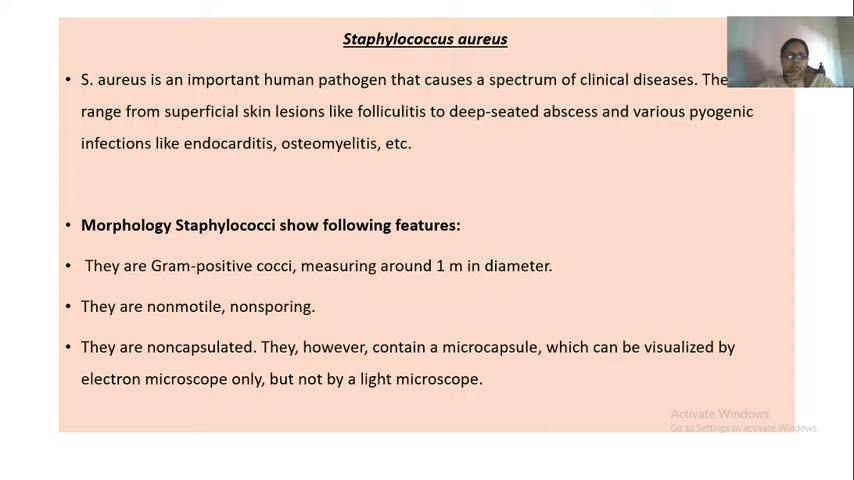 Staphylococcus aureus
• S. aureus is an important human pathogen that causes a spectrum of clinical diseases.
range from superficial skin lesions like folliculitis to deep-seated abscess and various pyogenic
infections like endocarditis, osteomyelitis, etc.
• Morphology Staphylococci show following features:
• They are Gram-positive cocci, measuring around 1 m in diameter.
• They are nonmotile, nonsporing.
• They are noncapsulated. They, however, contain a microcapsule, which can be visualized by
electron microscope only, but not by a light microscope.
Activate Windows
Go to Settings to activate Windows.